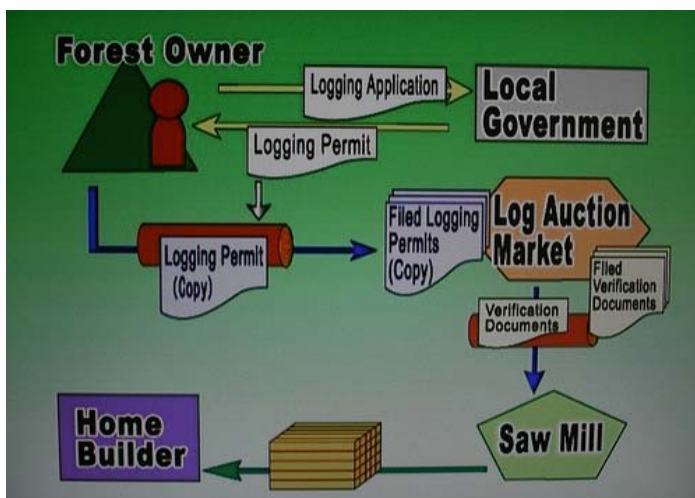 Forest Owner
Logging Application
Local
Government
Logging Permit
Logging Permit
(Copy)
Filed Logging
Permits
(Copy)
Log Auction
Market
Filed
Verification
Documents
Verification
Documents
Home
Builder
Saw Mill